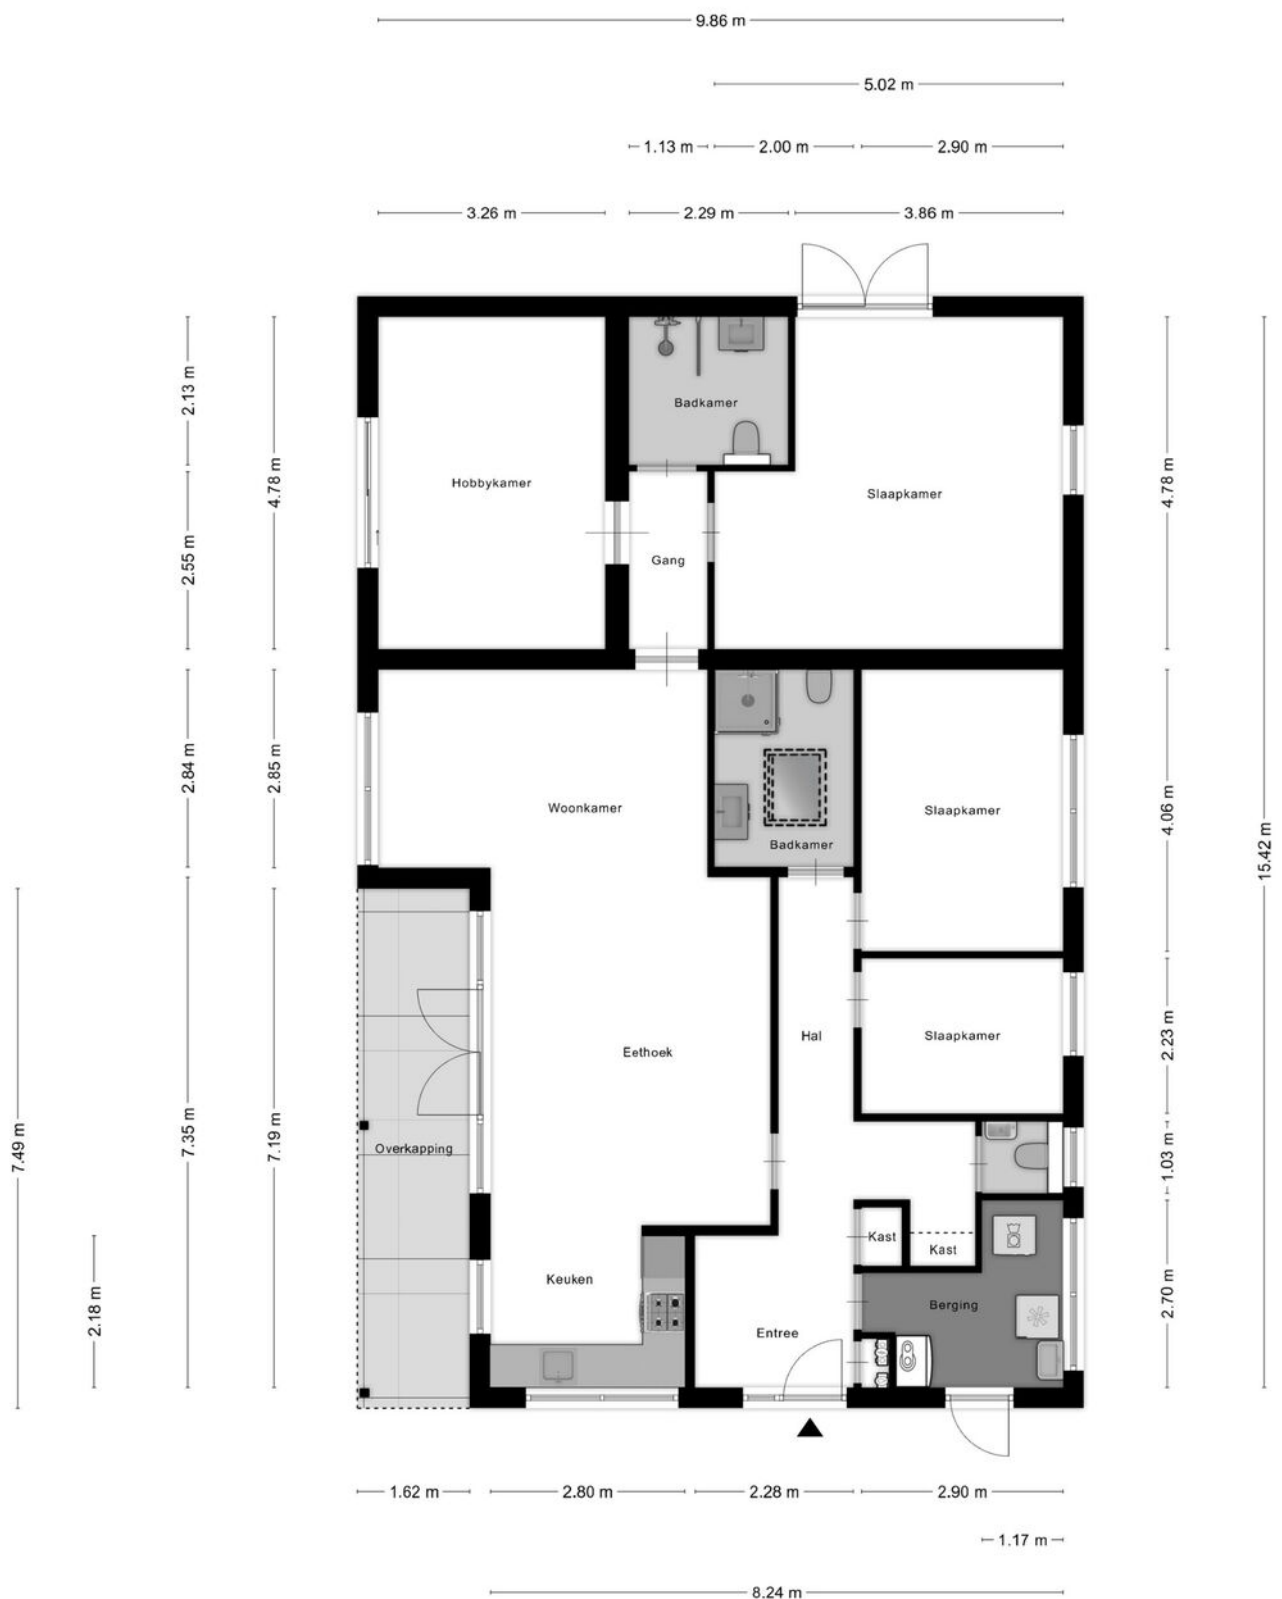 9.86 m
5.02 m
1.13 m
2.00 m
2.90 m
3.26 m
2.29 m
3.86 m
2.13 m
4.78 m
2.55 m
4.78 m
Badkamer
Hobbykamer
Slaapkamer
Gang
2.84 m
2.85 m
4.06 m
15.42 m
Woonkamer
Slaapkamer
Badkamer
7.49 m
7.35 m
7.19 m
2.23 m
Hal
Slaapkamer
Eethoek
Overkapping
1.03 m
Kast
Kast
2.18 m
Keuken
Berging
2.70 m
Entree
1.62 m
2.80 m
2.28 m
2.90 m
1.17 m
8.24 m